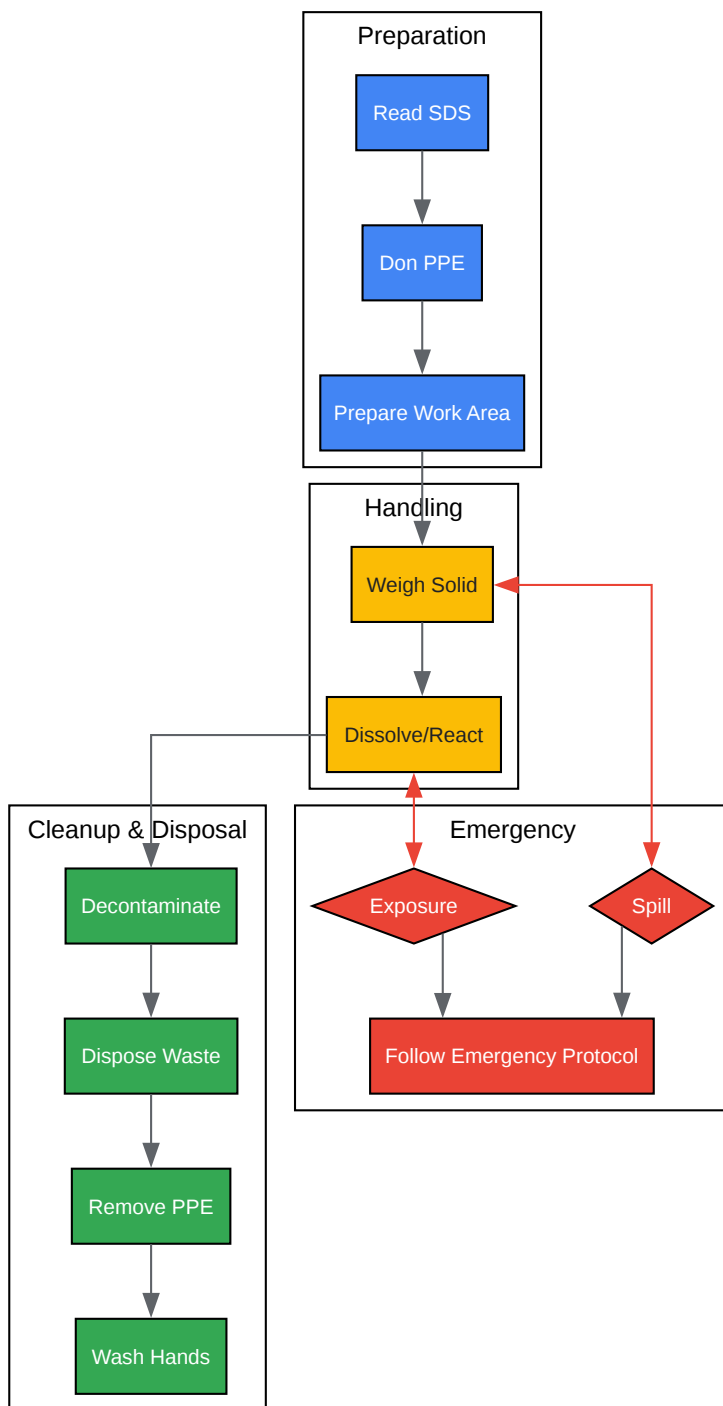 Preparation
Read SDS
Don PPE
Prepare Work Area
Handling
Weigh Solid
Dissolve/React
Cleanup & Disposal
Decontaminate
Dispose Waste
Remove PPE
Wash Hands
Emergency
Exposure
Spill
Follow Emergency Protocol